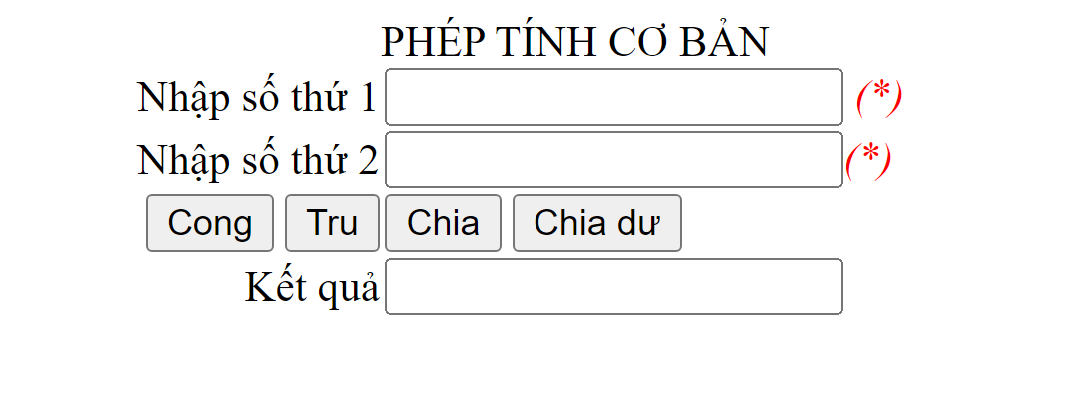 PHÉP TÍNH CƠ BẢN
Nhập số thứ 1 (*)
Nhập số thứ 2 (*)
Cong Tru Chia Chia dư
Kết quả